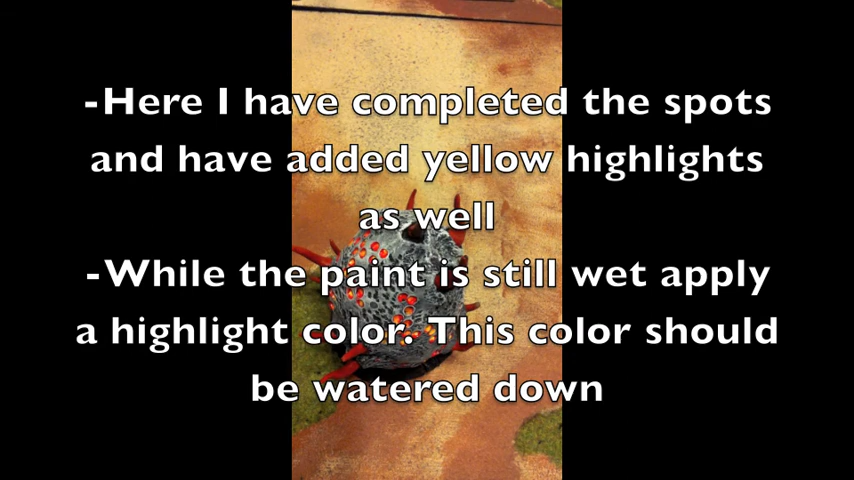 -Here I have completed the spots
and have added yellow highlights
as well
-While the paint is still wet apply
a highlight color. This color should
be watered down